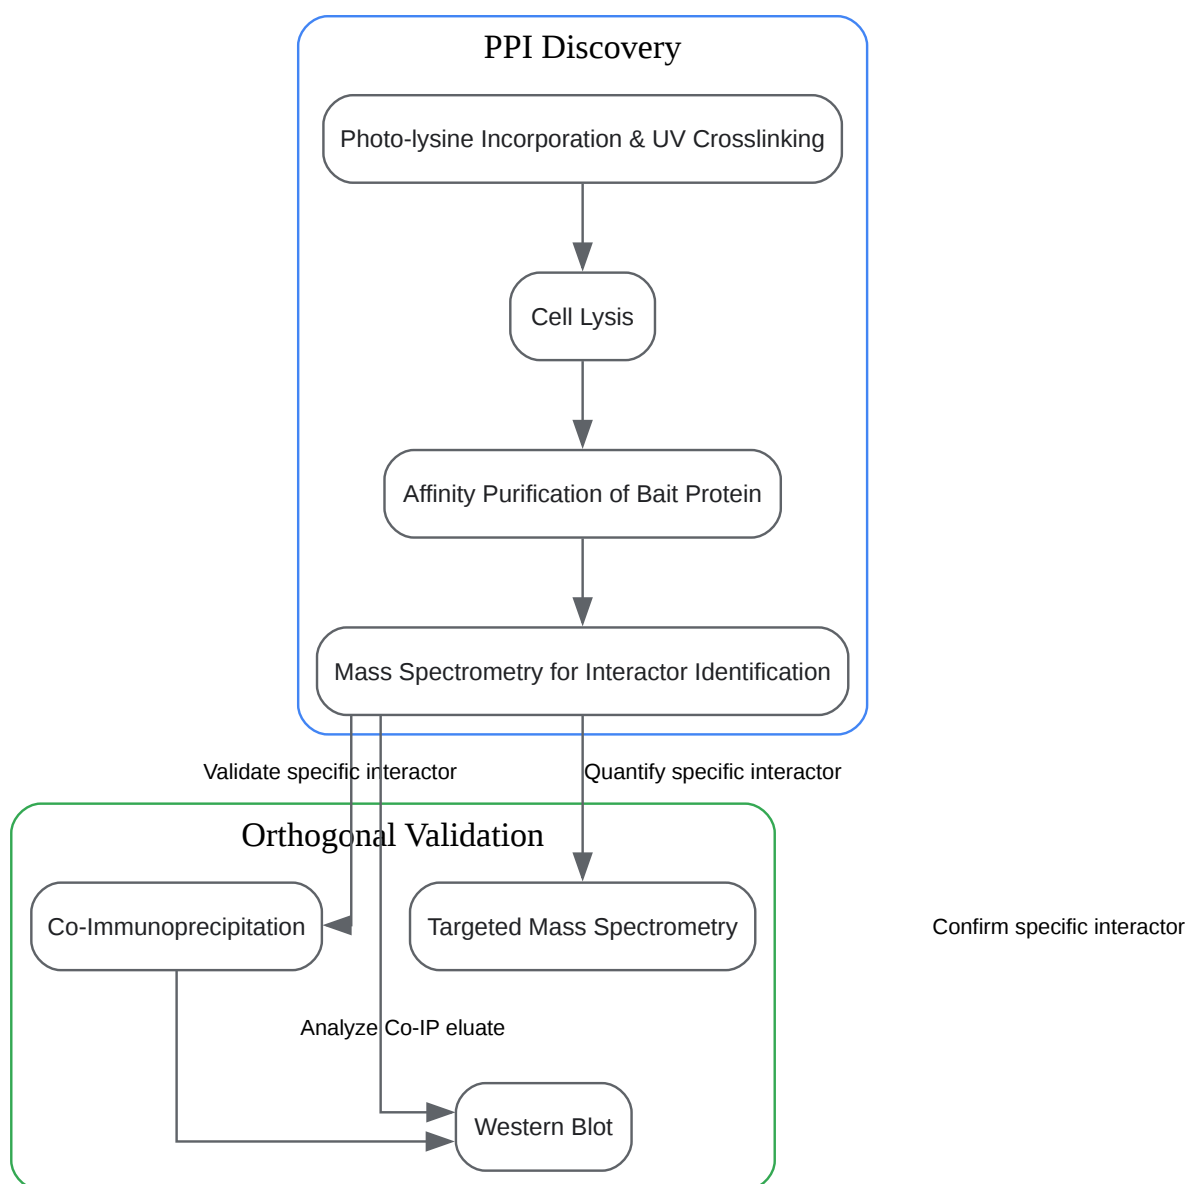 PPI Discovery
Photo-lysine Incorporation & UV Crosslinking
Cell Lysis
Affinity Purification of Bait Protein
Mass Spectrometry for Interactor Identification
Validate specific interactor
Quantify specific interactor
Orthogonal Validation
Co-Immunoprecipitation
Targeted Mass Spectrometry
Confirm specific interactor
Analyze Co-IP eluate
Western Blot